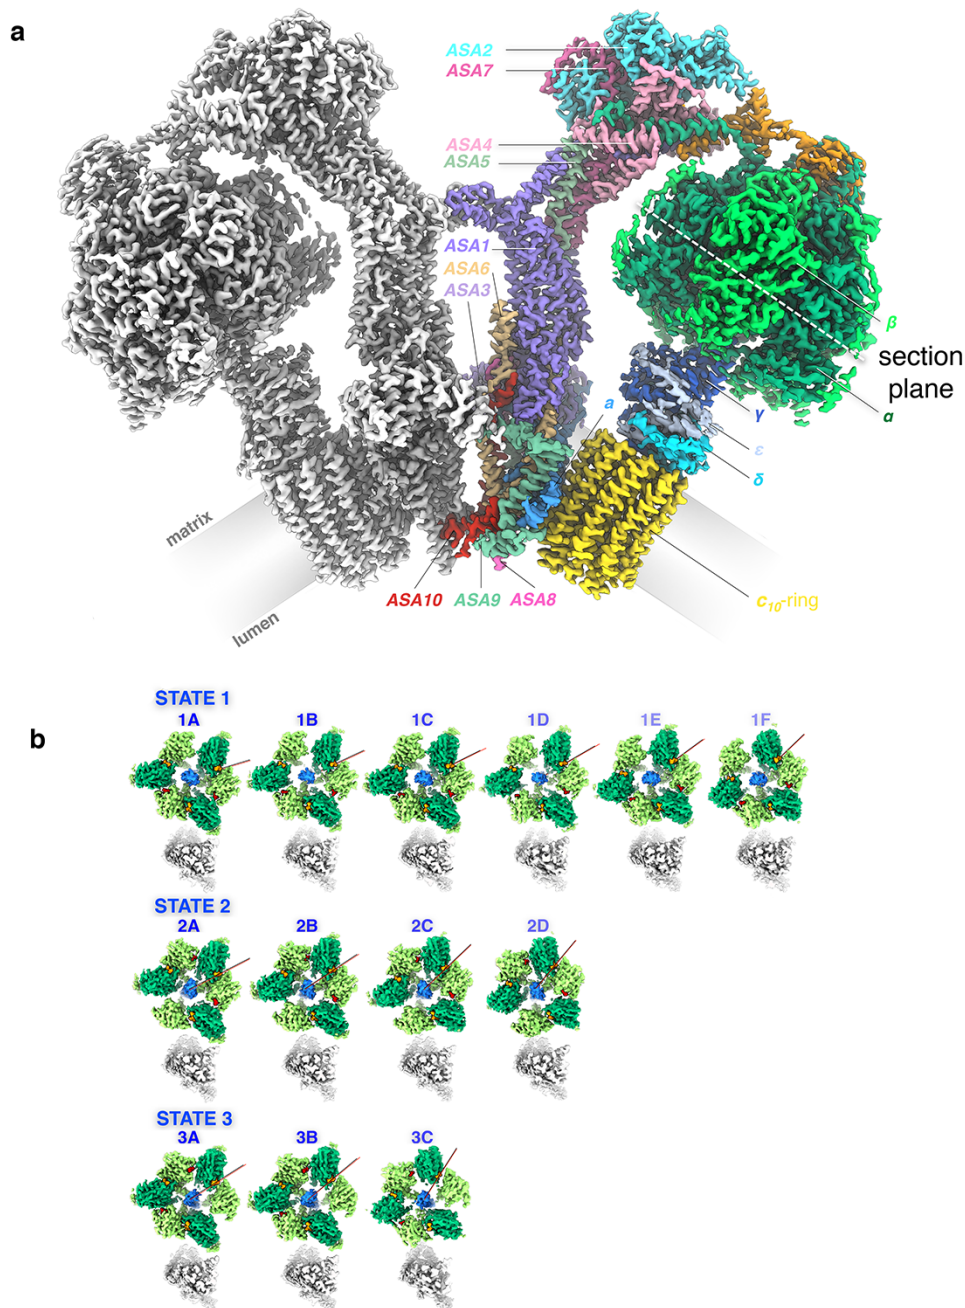 a
ASA2
ASA7
ASA4
ASA5
ASA1
ASA6
ASA3
a
β
section
plane
γ
α
ε
δ
matrix
lumen
ASA10 ASA9 ASA8
c10-ring
b
STATE 1
1A 1B 1C 1D 1E 1F
STATE 2
2A 2B 2C 2D
STATE 3
3A 3B 3C